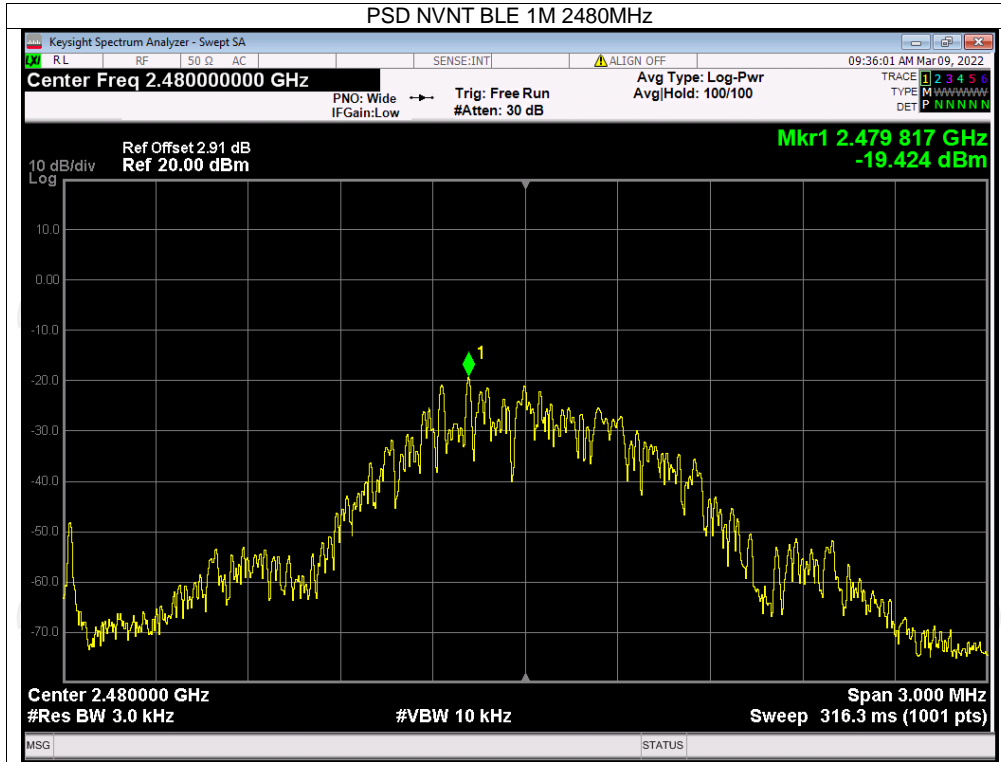 PSD NVNT BLE 1M 2480MHz
Keysight Spectrum Analyzer - Swept SA
LXI RL RF 50 Ω AC SENSE:INT ALIGN OFF 09:36:01 AM Mar 09, 2022
Center Freq 2.480000000 GHz
PNO: Wide
IFGain:Low
Trig: Free Run
#Atten: 30 dB
Avg Type: Log-Pwr
Avg|Hold: 100/100
TRACE 1 2 3 4 5 6
TYPE M WWWWW
DET P N N N N N
Mkr1 2.479 817 GHz
-19.424 dBm
Ref Offset 2.91 dB
10 dB/div Ref 20.00 dBm
Log
10.0
0.00
-10.0
1
-20.0
-30.0
-40.0
-50.0
-60.0
-70.0
Center 2.480000 GHz Span 3.000 MHz
#Res BW 3.0 kHz #VBW 10 kHz Sweep 316.3 ms (1001 pts)
MSG STATUS